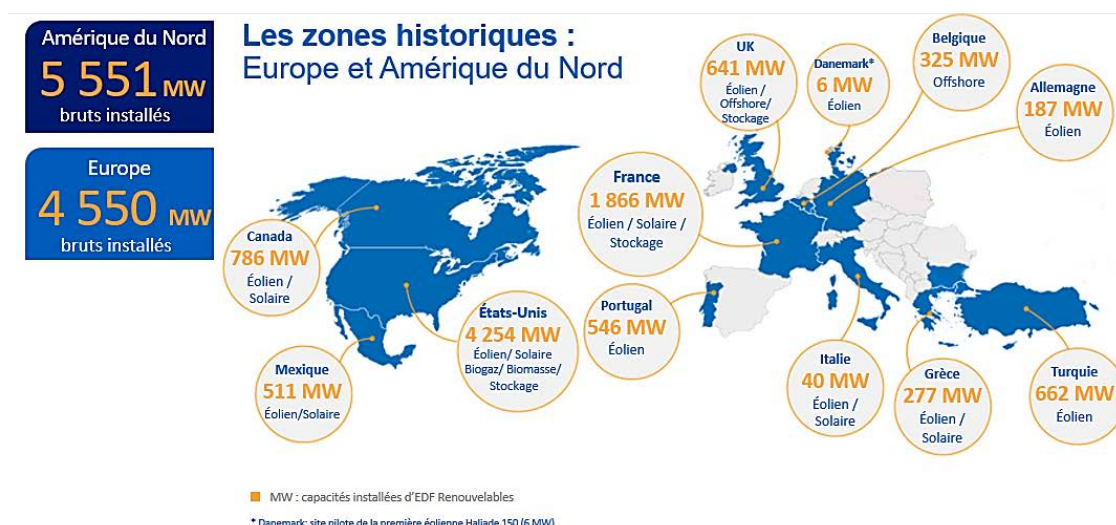 Amérique du Nord
5 551 MW
bruts installés
Europe
4 550 MW
bruts installés
Les zones historiques :
Europe et Amérique du Nord
UK
641 MW
Éolien /
Offshore/
Stockage
Danemark*
6 MW
Éolien
Belgique
325 MW
Offshore
Allemagne
187 MW
Éolien
France
1 866 MW
Éolien / Solaire /
Stockage
Canada
786 MW
Éolien /
Solaire
États-Unis
4 254 MW
Éolien/ Solaire
Biogaz/ Biomasse/
Stockage
Mexique
511 MW
Éolien/Solaire
Portugal
546 MW
Éolien
Italie
40 MW
Éolien /
Solaire
Grèce
277 MW
Éolien /
Solaire
Turquie
662 MW
Éolien
MW : capacités installées d'EDF Renouvelables
* Danemark: site pilote de la première éolienne Haliade 150 (6 MW)